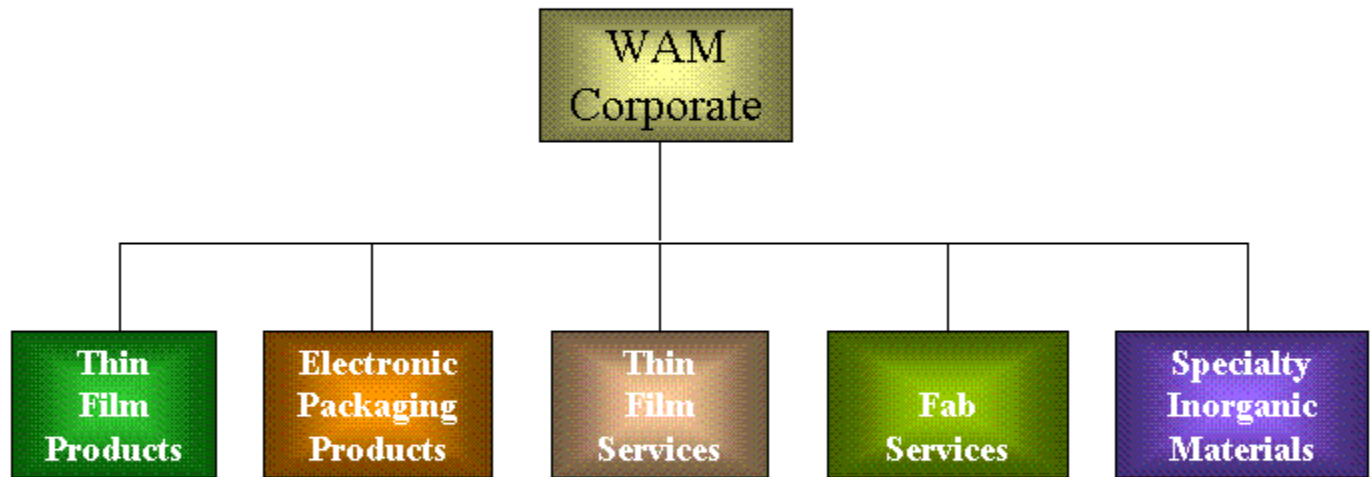 WAM
Corporate
Thin
Film
Products
Electronic
Packaging
Products
Thin
Film
Services
Fab
Services
Specialty
Inorganic
Materials